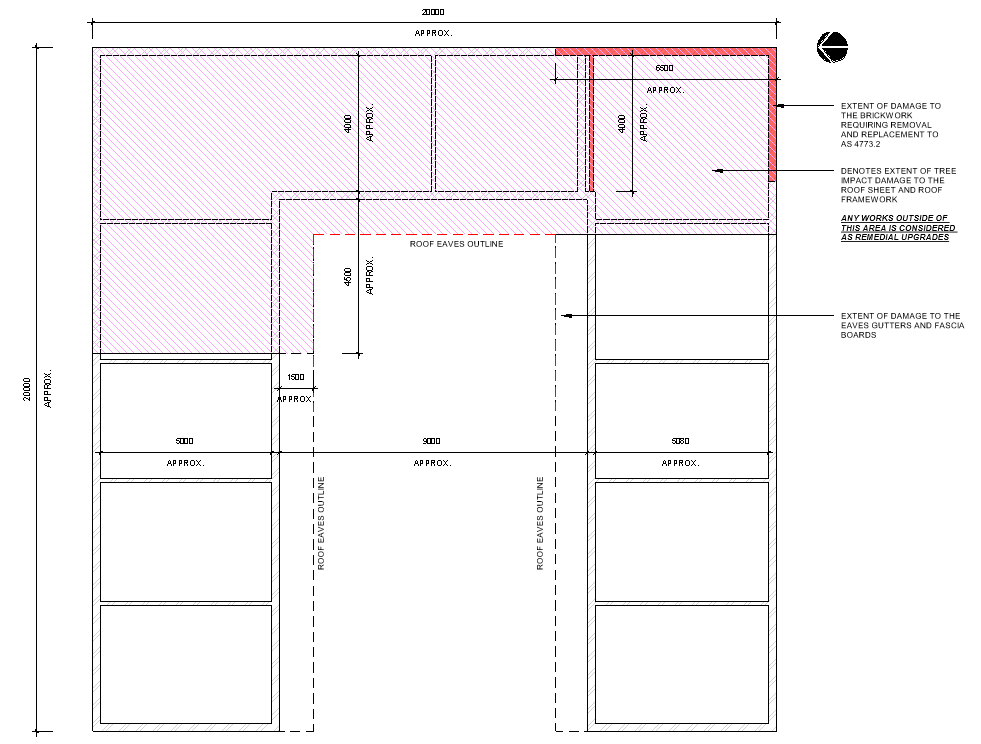 20000
APPROX.
6500
APPROX.
4000
APPROX.
4000
APPROX.
EXTENT OF DAMAGE TO
THE BRICKWORK
REQUIRING REMOVAL
AND REPLACEMENT TO
AS 4773.2
DENOTES EXTENT OF TREE
IMPACT DAMAGE TO THE
ROOF SHEET AND ROOF
FRAMEWORK
ANY WORKS OUTSIDE OF
THIS AREA IS CONSIDERED
AS REMEDIAL UPGRADES
ROOF EAVES OUTLINE
4500
APPROX.
EXTENT OF DAMAGE TO THE
EAVES GUTTERS AND FASCIA
BOARDS
20000
APPROX.
1500
APPROX.
5000
APPROX.
9000
APPROX.
5080
APPROX.
ROOF EAVES OUTLINE
ROOF EAVES OUTLINE